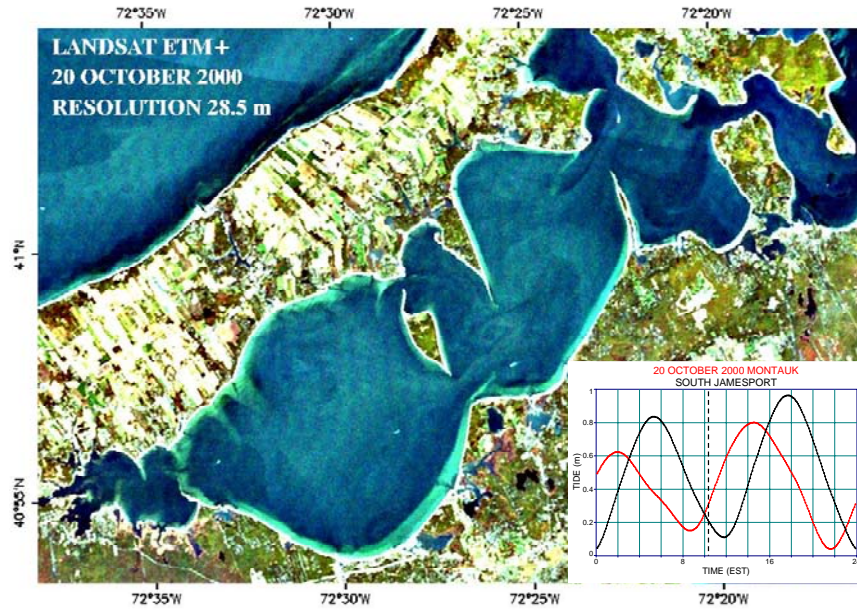 72°35'W 72°30'W 72°25'W 72°20'W
LANDSAT ETM+
20 OCTOBER 2000
RESOLUTION 28.5 m
41°N
40°55'N
20 OCTOBER 2000 MONTAUK
SOUTH JAMESPORT
TIDE (m)
1
0.8
0.6
0.4
0.2
0
0 8 16 24
TIME (EST)
72°35'W 72°30'W 72°25'W 72°20'W